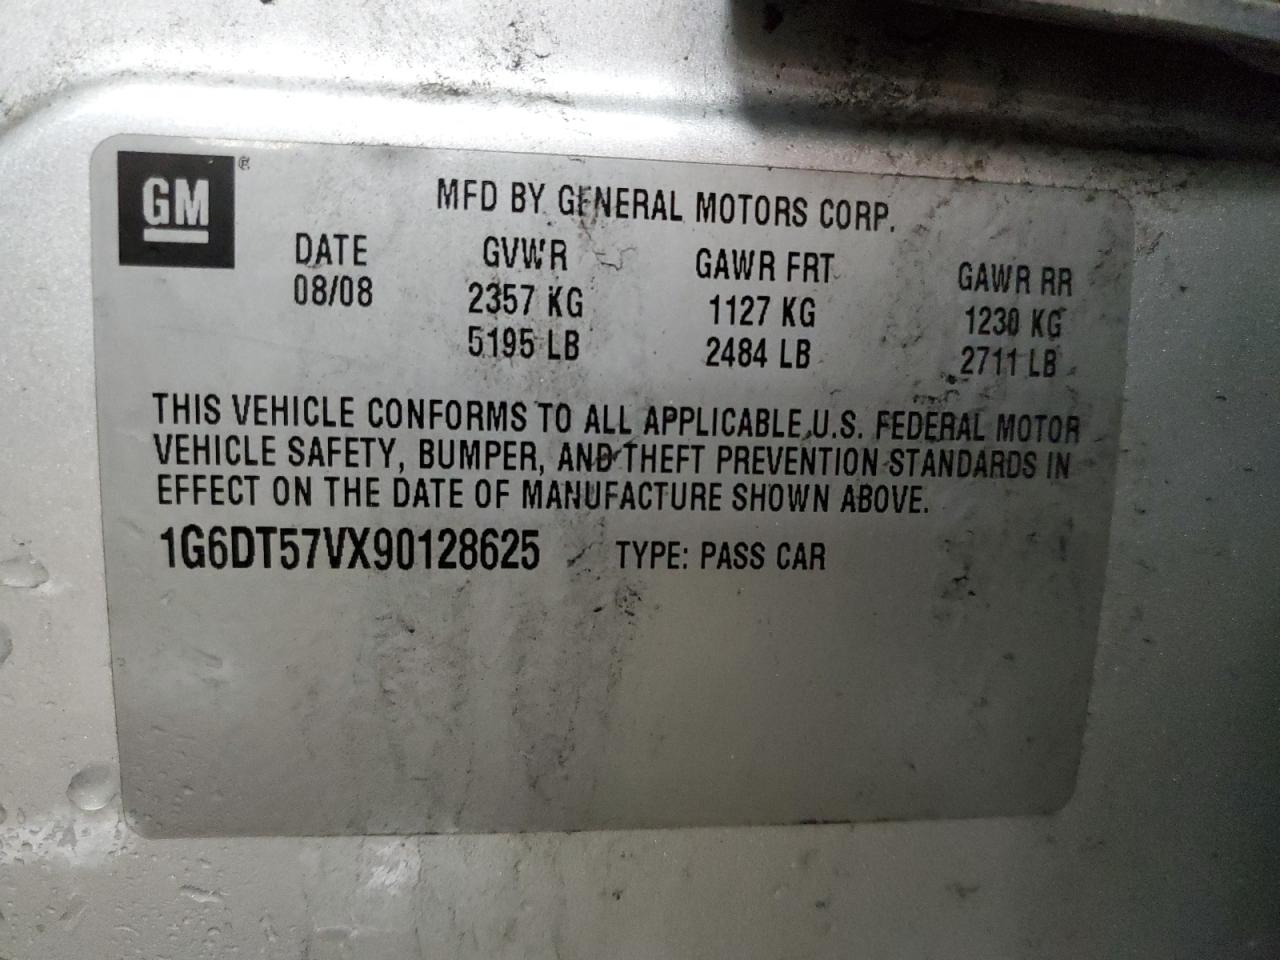 GM ®
MFD BY GENERAL MOTORS CORP.
DATE GVWR GAWR FRT GAWR RR
08/08 2357 KG 1127 KG 1230 KG
5195 LB 2484 LB 2711 LB
THIS VEHICLE CONFORMS TO ALL APPLICABLE U.S. FEDERAL MOTOR
VEHICLE SAFETY, BUMPER, AND THEFT PREVENTION STANDARDS IN
EFFECT ON THE DATE OF MANUFACTURE SHOWN ABOVE.
1G6DT57VX90128625 TYPE: PASS CAR